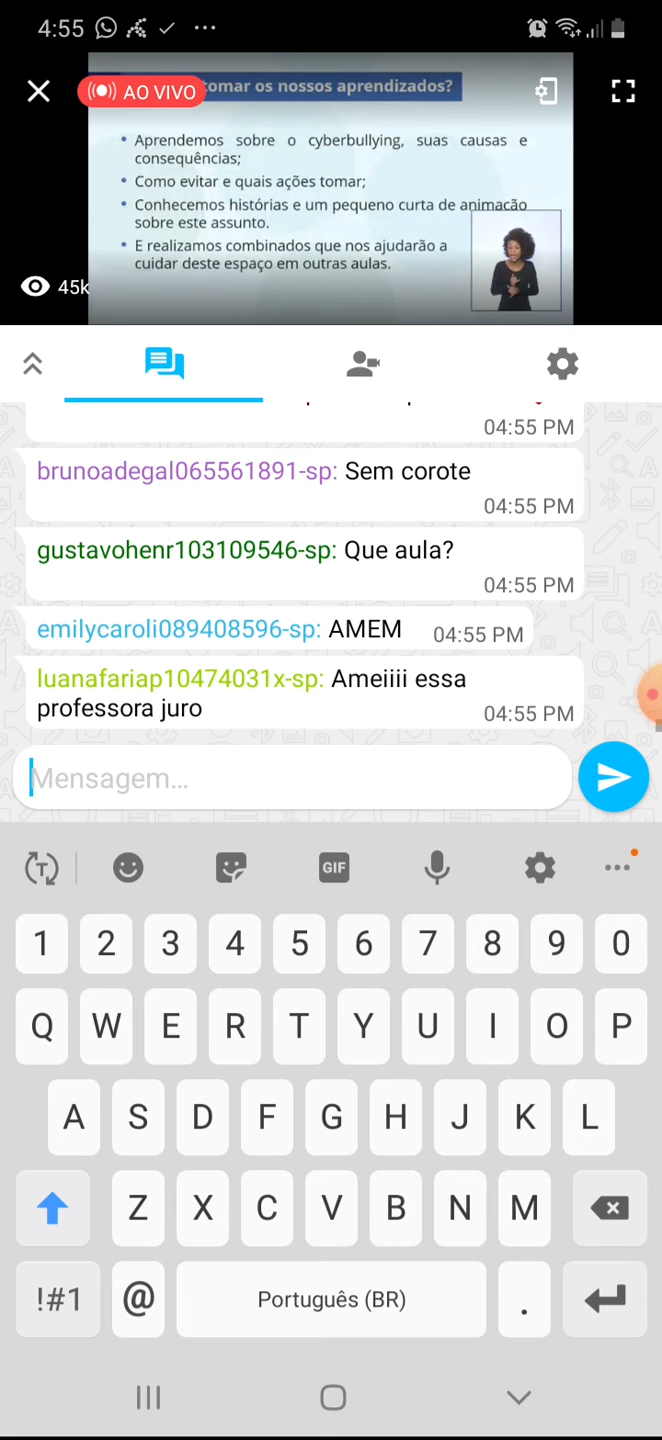 4:55
AO VIVO
tomar os nossos aprendizados?
• Aprendemos sobre o cyberbullying, suas causas e
consequências;
• Como evitar e quais ações tomar;
• Conhecemos histórias e um pequeno curta de animação
sobre este assunto.
• E realizamos combinados que nos ajudarão a
cuidar deste espaço em outras aulas.
45k
04:55 PM
brunoadegal065561891-sp: Sem corote
04:55 PM
gustavohenr103109546-sp: Que aula?
04:55 PM
emilycaroli089408596-sp: AMEM 04:55 PM
luanafariap10474031x-sp: Ameiiii essa
professora juro
04:55 PM
Mensagem...
T GIF
1 2 3 4 5 6 7 8 9 0
Q W E R T Y U I O P
A S D F G H J K L
Z X C V B N M
!#1 @ Português (BR) .